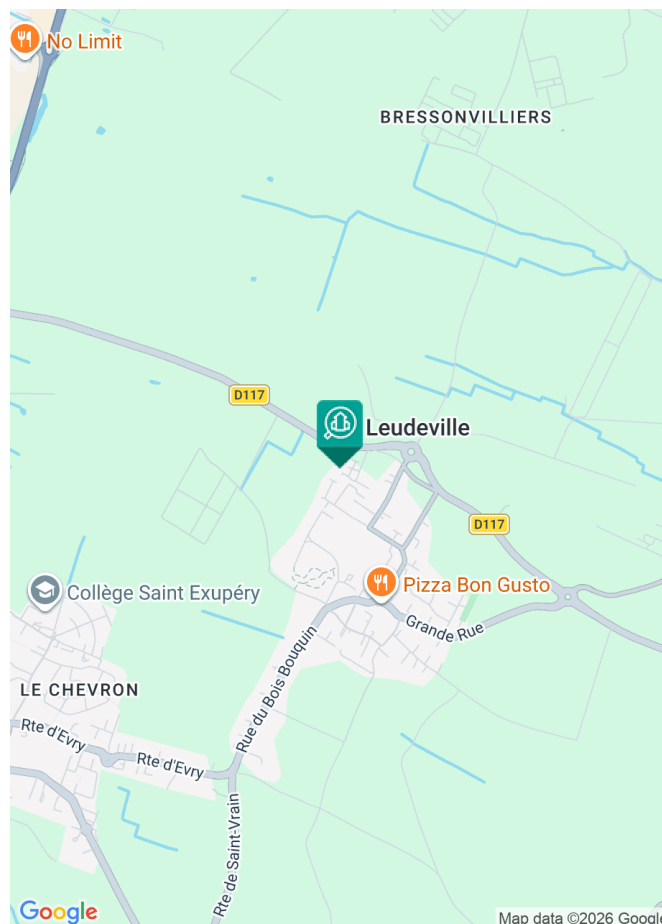 No Limit
BRESSONVILLIERS
D117
Leudeville
D117
Collège Saint Exupéry
Pizza Bon Gusto
Grande Rue
Rue du Bois Bouquin
LE CHEVRON
Rte d'Evry
Rte d'Evry
Rte de Saint-Vrain
Google
Map data ©2026 Google